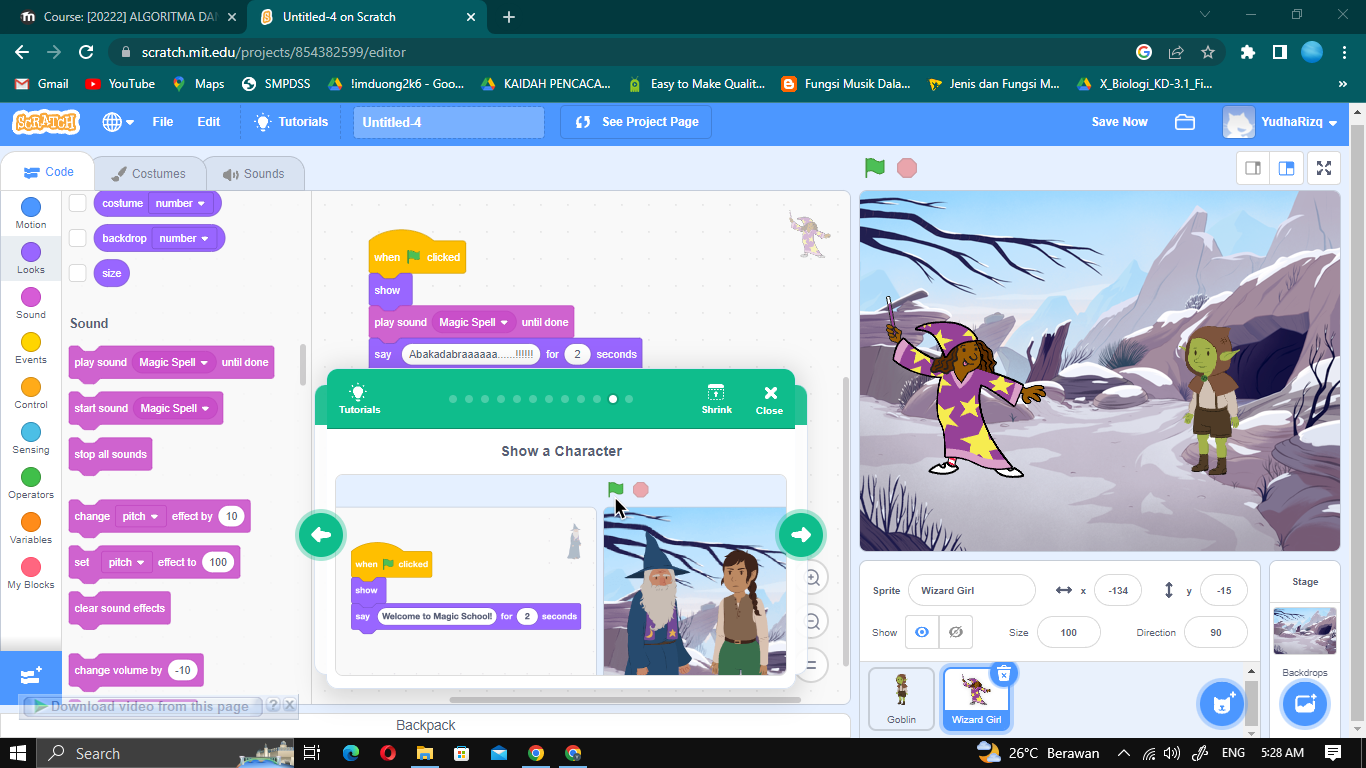 Course: [20222] ALGORITMA DAN
Untitled-4 on Scratch
scratch.mit.edu/projects/854382599/editor
Gmail YouTube Maps SMPDSS !imduong2k6 - Goo... KAIDAH PENCACA... Easy to Make Qualit... Fungsi Musik Dala... Jenis dan Fungsi M... X_Biologi_KD-3.1_Fi... »
SCRATCH File Edit Tutorials Untitled-4 See Project Page Save Now YudhaRizq
Code Costumes Sounds
Motion
Looks
Sound
Events
Control
Sensing
Operators
Variables
My Blocks
costume number
backdrop number
size
Sound
play sound Magic Spell until done
start sound Magic Spell
stop all sounds
change pitch effect by 10
set pitch effect to 100
clear sound effects
change volume by -10
Download video from this page ? X
when clicked
show
play sound Magic Spell until done
say Abakadabraaaaaa......!!!!!! for 2 seconds
Tutorials Shrink Close
Show a Character
when clicked
show
say Welcome to Magic School! for 2 seconds
Backpack
Sprite Wizard Girl x -134 y -15
Show Size 100 Direction 90
Goblin
Wizard Girl
Stage
Backdrops
Search
26°C Berawan ENG 5:28 AM